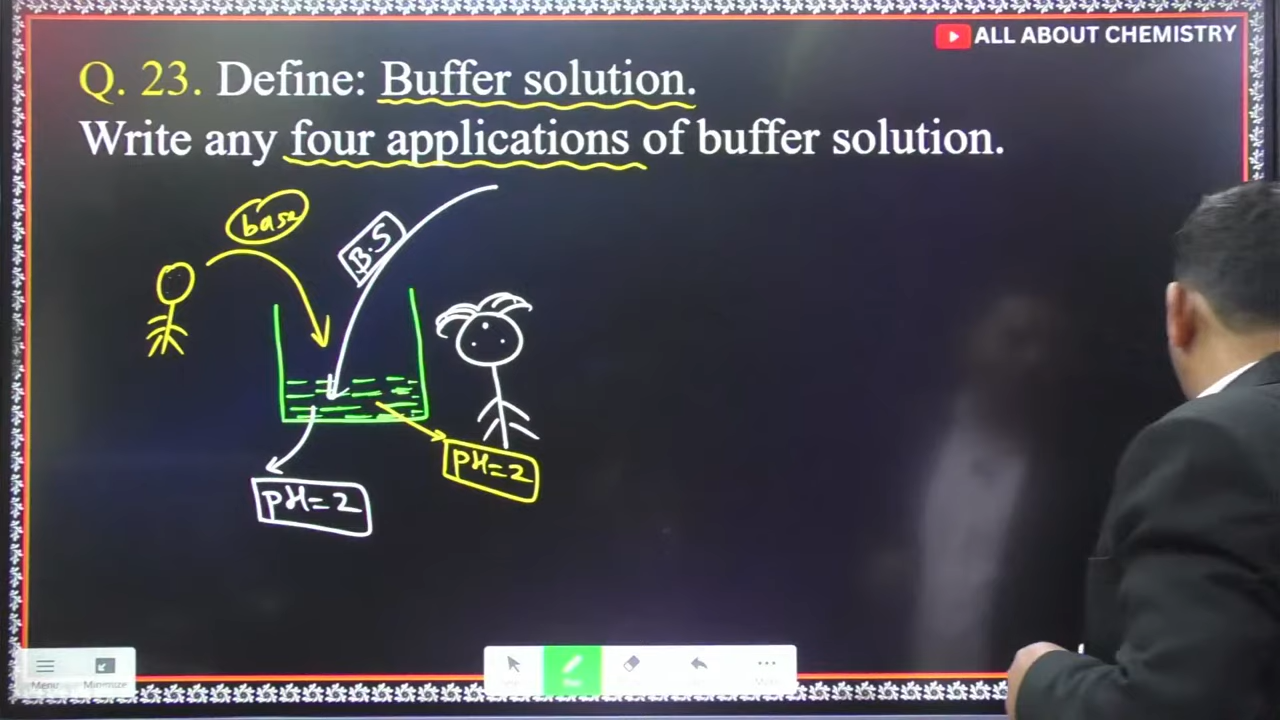 ALL ABOUT CHEMISTRY
Q. 23. Define: Buffer solution.
Write any four applications of buffer solution.
base
B.S
pH=2
pH=2
Menu
Minimize